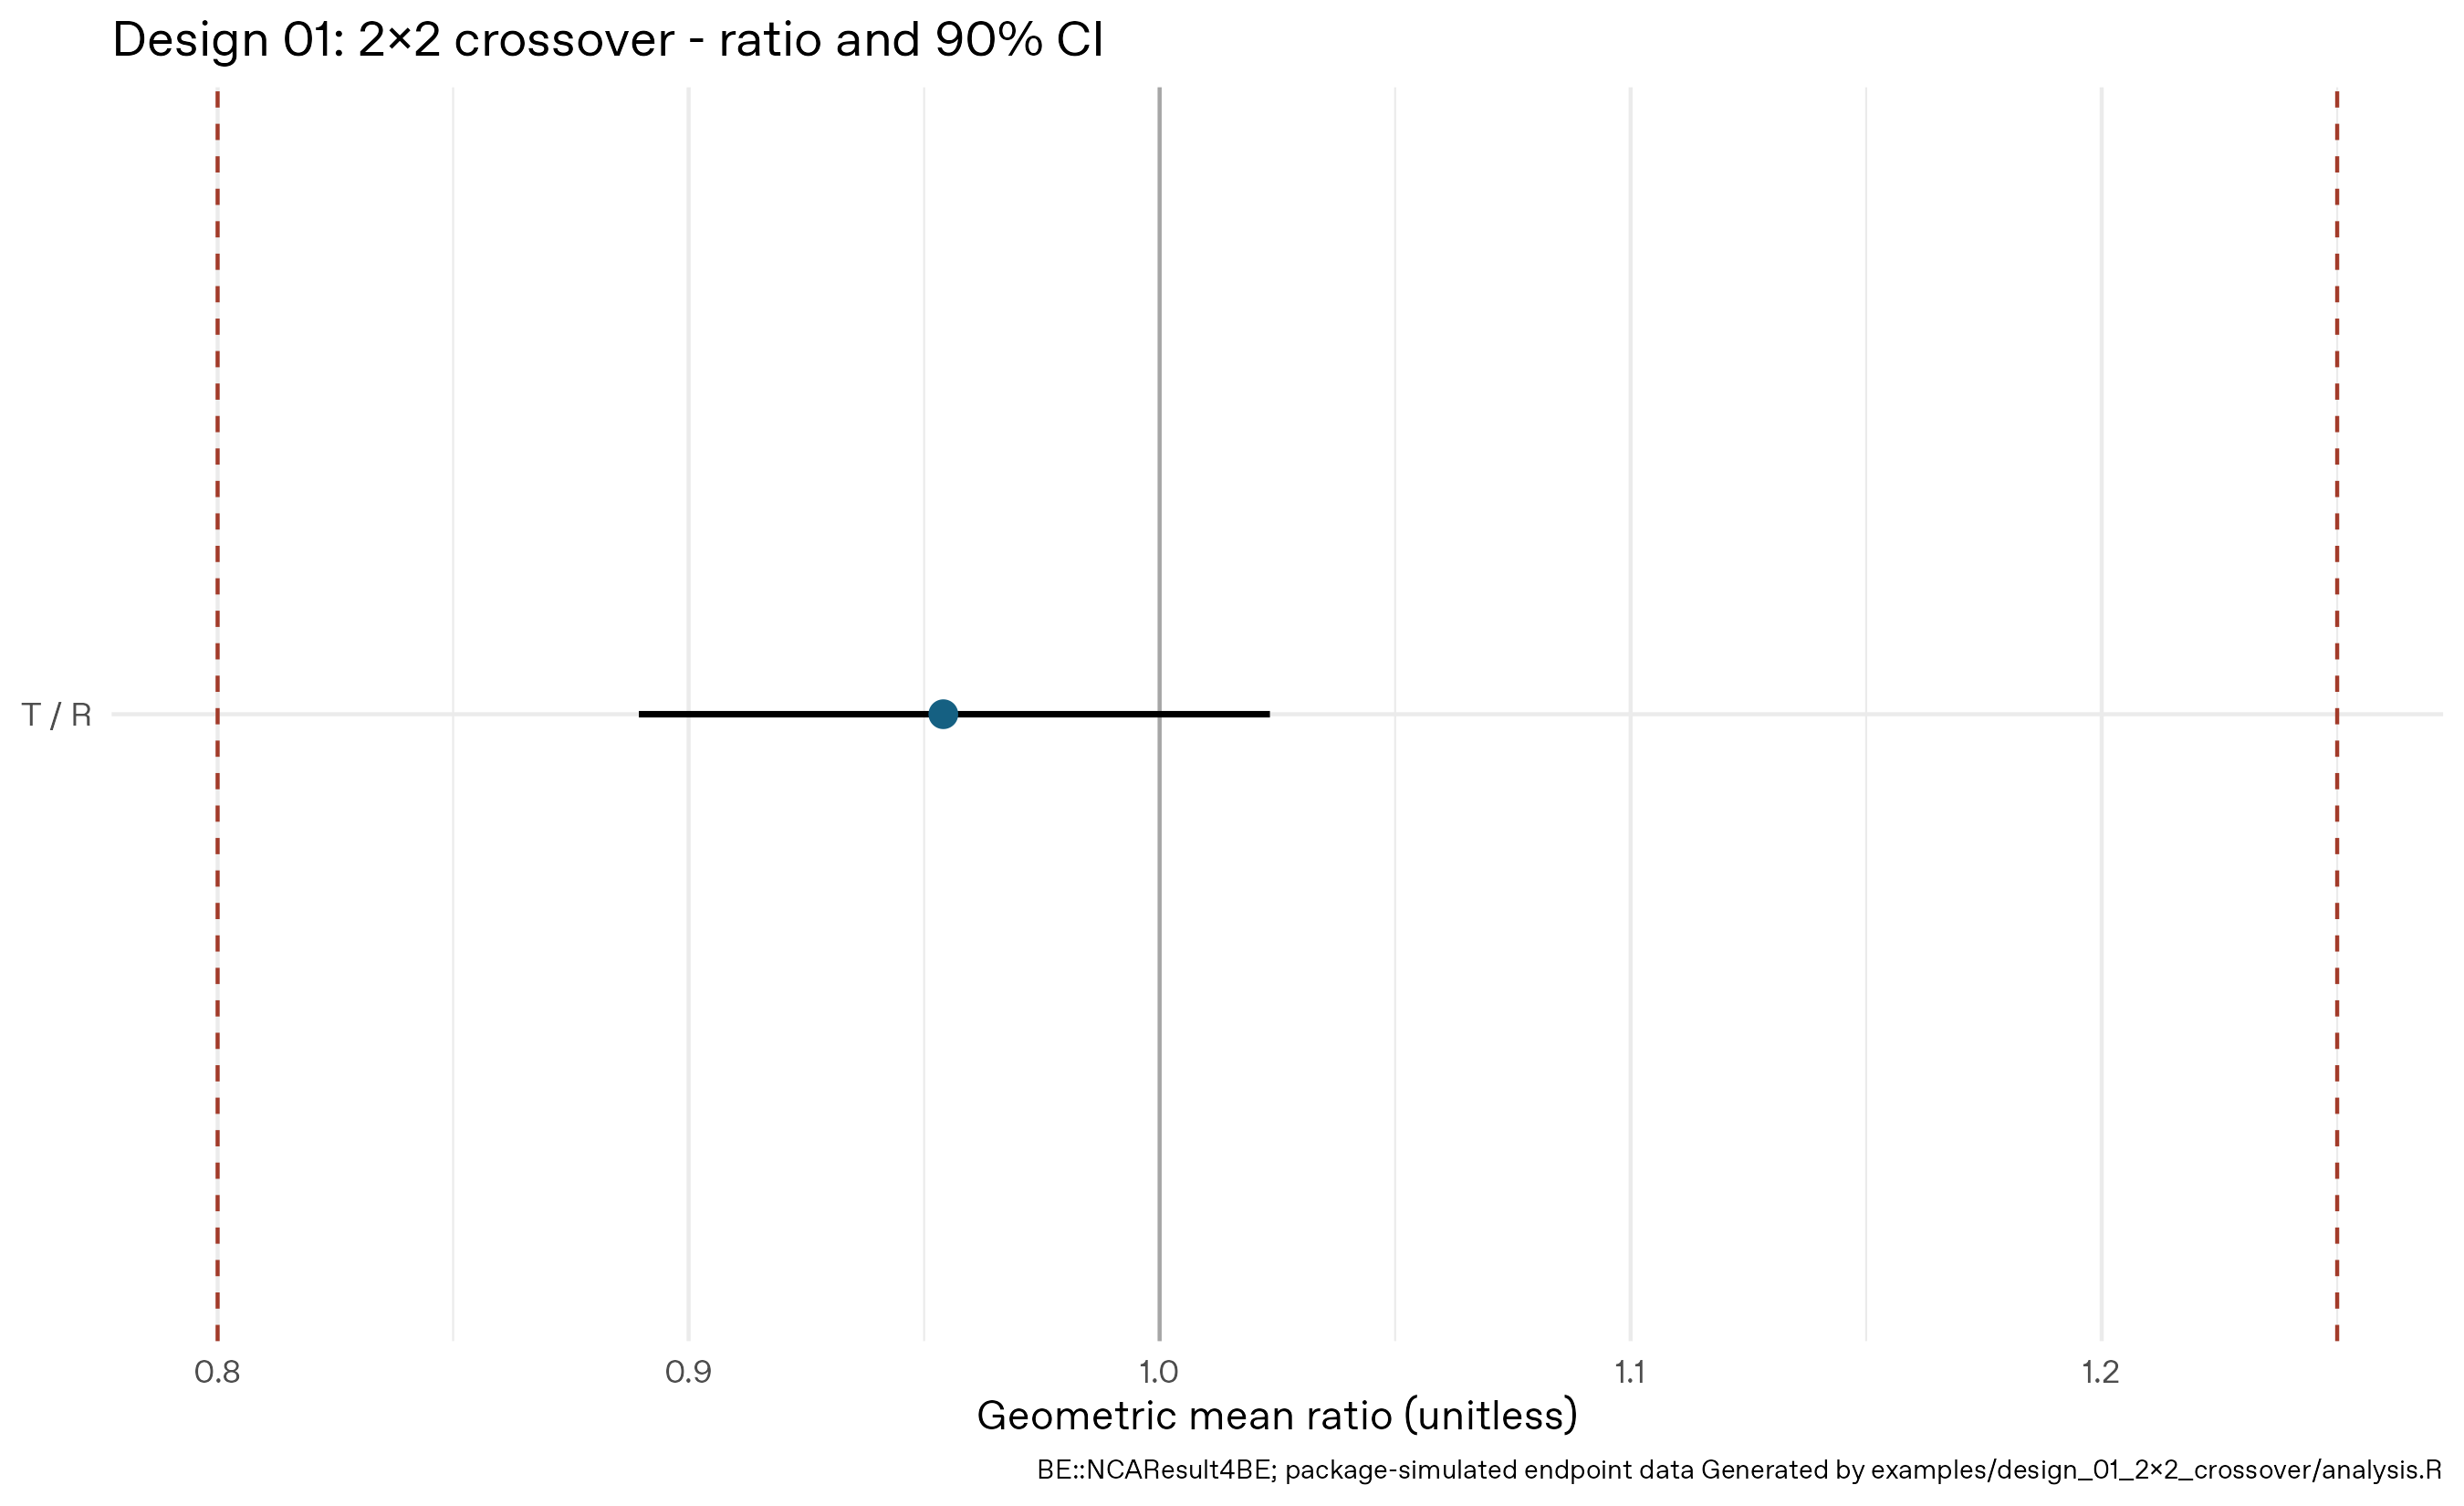 Design 01: 2×2 crossover - ratio and 90% CI
T / R
0.8 0.9 1.0 1.1 1.2
Geometric mean ratio (unitless)
BE::NCAResult4BE; package-simulated endpoint data Generated by examples/design_01_2×2_crossover/analysis.R